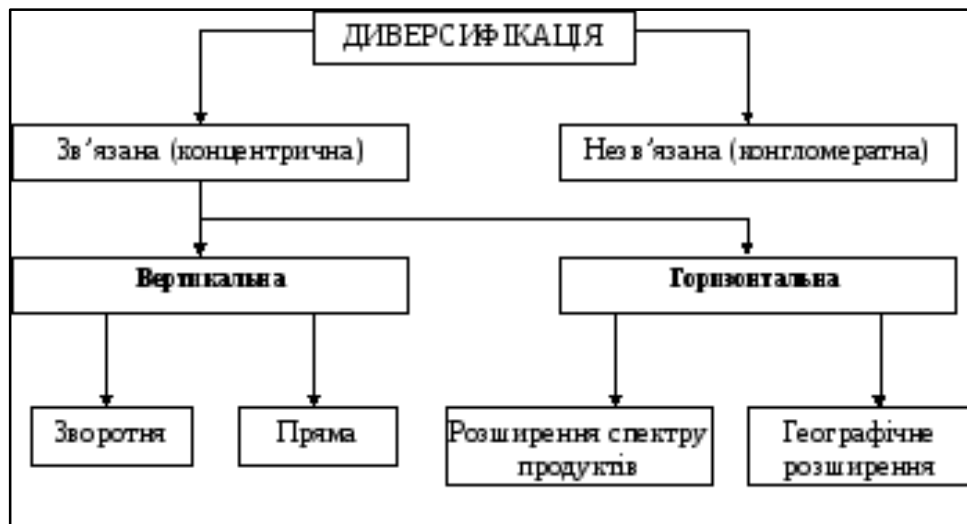 ДИВЕРСИФІКАЦІЯ
Зв’язана (концентрична)
Незв’язана (конгломератна)
Вертикальна
Горизонтальна
Зворотня
Пряма
Розширення спектру
продуктів
Географічне
розширення